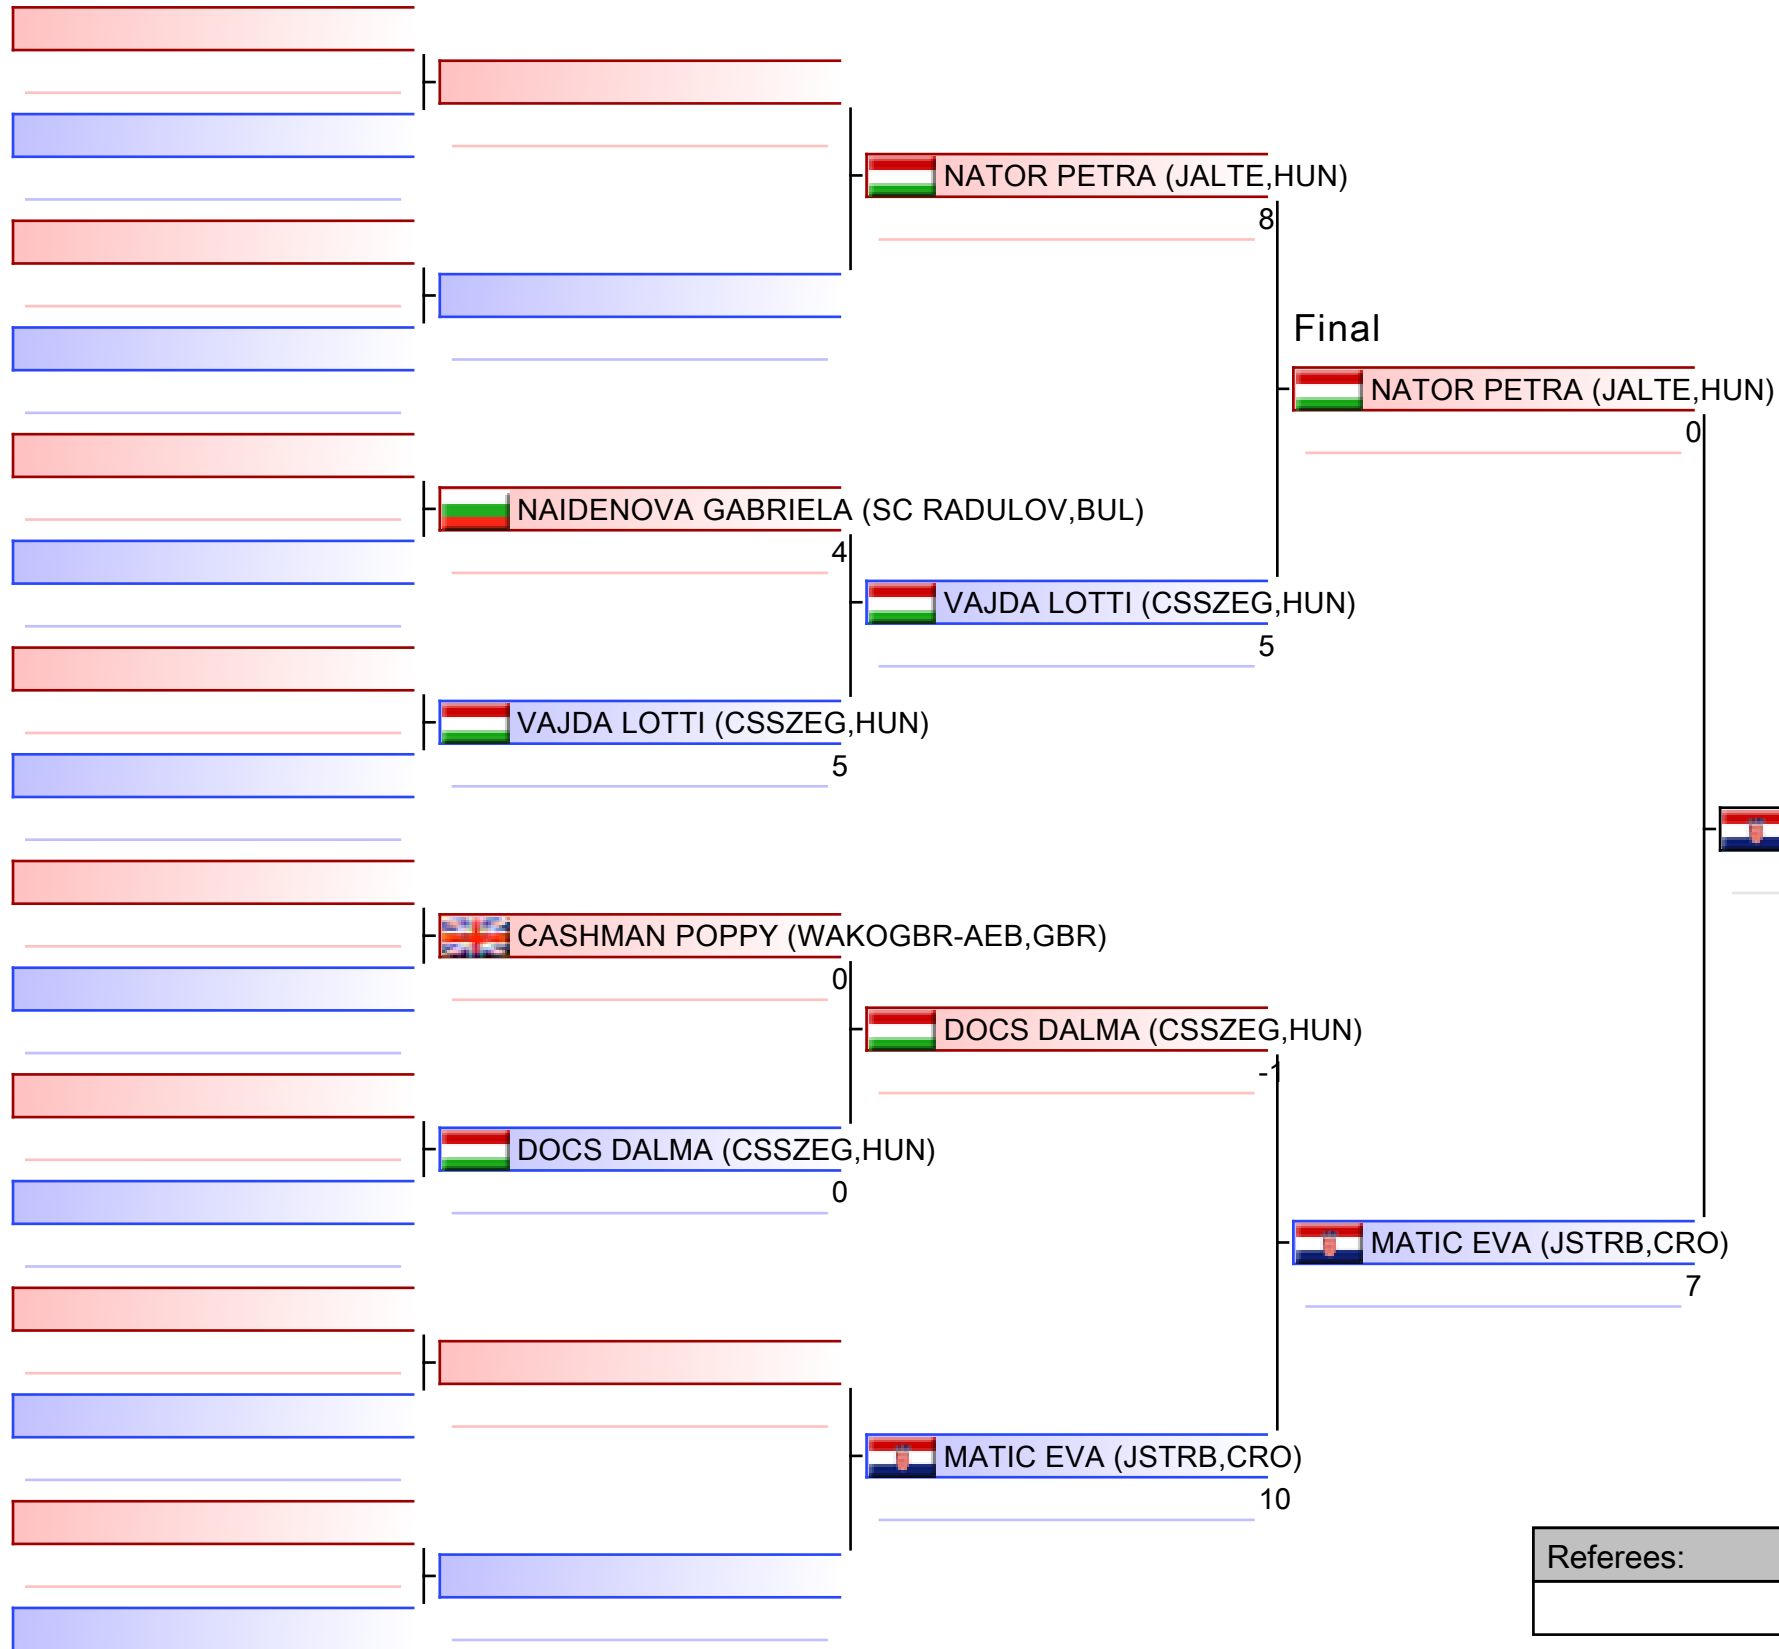 NATOR PETRA (JALTE,HUN)
8
Final
NATOR PETRA (JALTE,HUN)
0
NAIDENOVA GABRIELA (SC RADULOV,BUL)
4
VAJDA LOTTI (CSSZEG,HUN)
5
VAJDA LOTTI (CSSZEG,HUN)
5
CASHMAN POPPY (WAKOGBR-AEB,GBR)
0
DOCS DALMA (CSSZEG,HUN)
-1
DOCS DALMA (CSSZEG,HUN)
0
MATIC EVA (JSTRB,CRO)
7
MATIC EVA (JSTRB,CRO)
10
Referees: